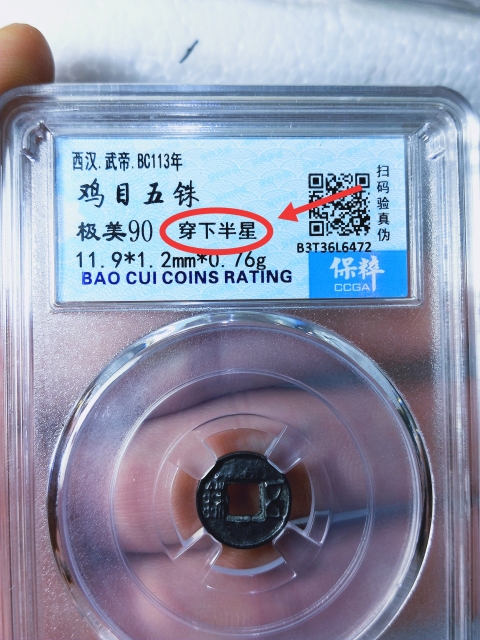 西汉.武帝.BC113年
鸡目五铢
极美90 穿下半星
11.9*1.2mm*0.76g
BAO CUI COINS RATING
扫码验真伪
B3T36L6472
保粹
CCGA
五